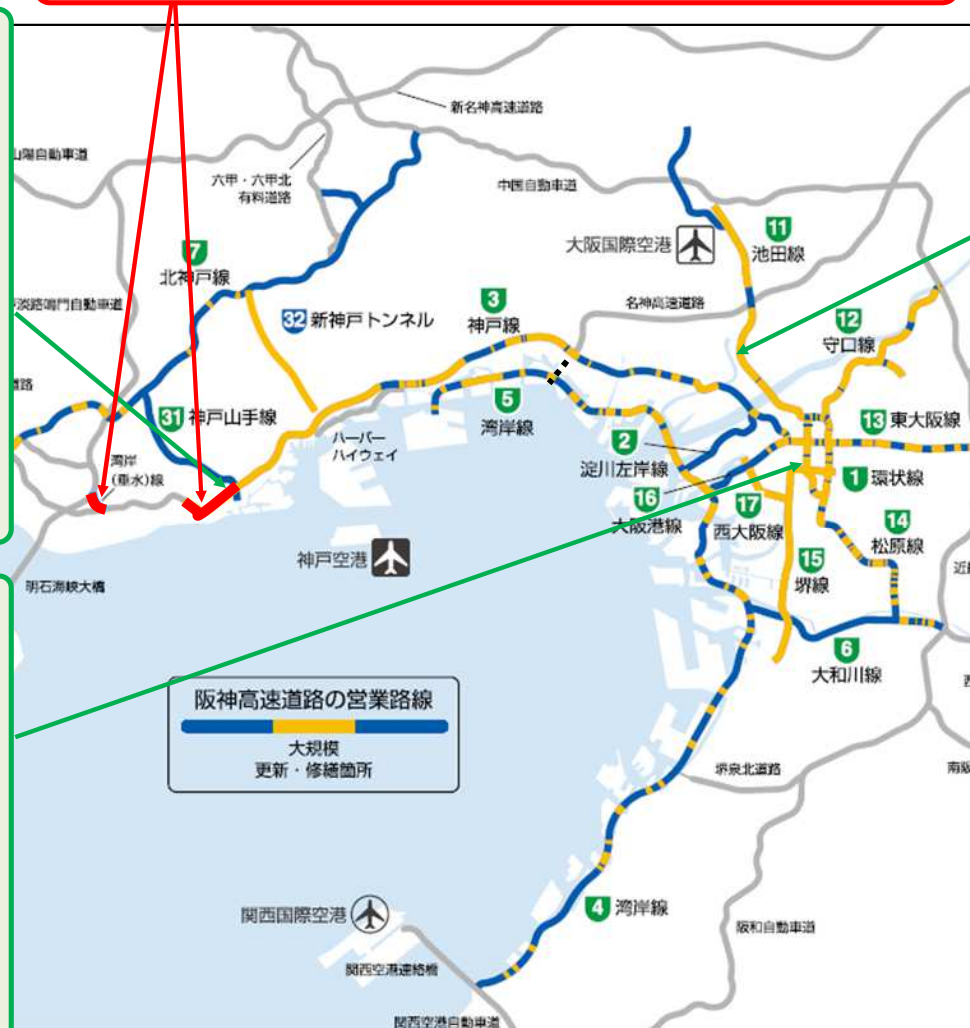 新名神高速道路
山陽自動車道
六甲・六甲北
有料道路
中国自動車道
11
池田線
大阪国際空港
7
北神戸線
淡路鳴門自動車道
32 新神戸トンネル
3
神戸線
名神高速道路
12
守口線
道路
31 神戸山手線
5
湾岸線
ハーバー
ハイウェイ
13 東大阪線
2
淀川左岸線
湾岸
(垂水)線
1 環状線
16
大阪港線
17
西大阪線
14
松原線
15
堺線
神戸空港
明石海峡大橋
近
6
大和川線
西
阪神高速道路の営業路線
大規模
更新・修繕箇所
堺泉北道路
南阪
4 湾岸線
関西国際空港
阪和自動車道
関西空港連絡橋
関西空港自動車道